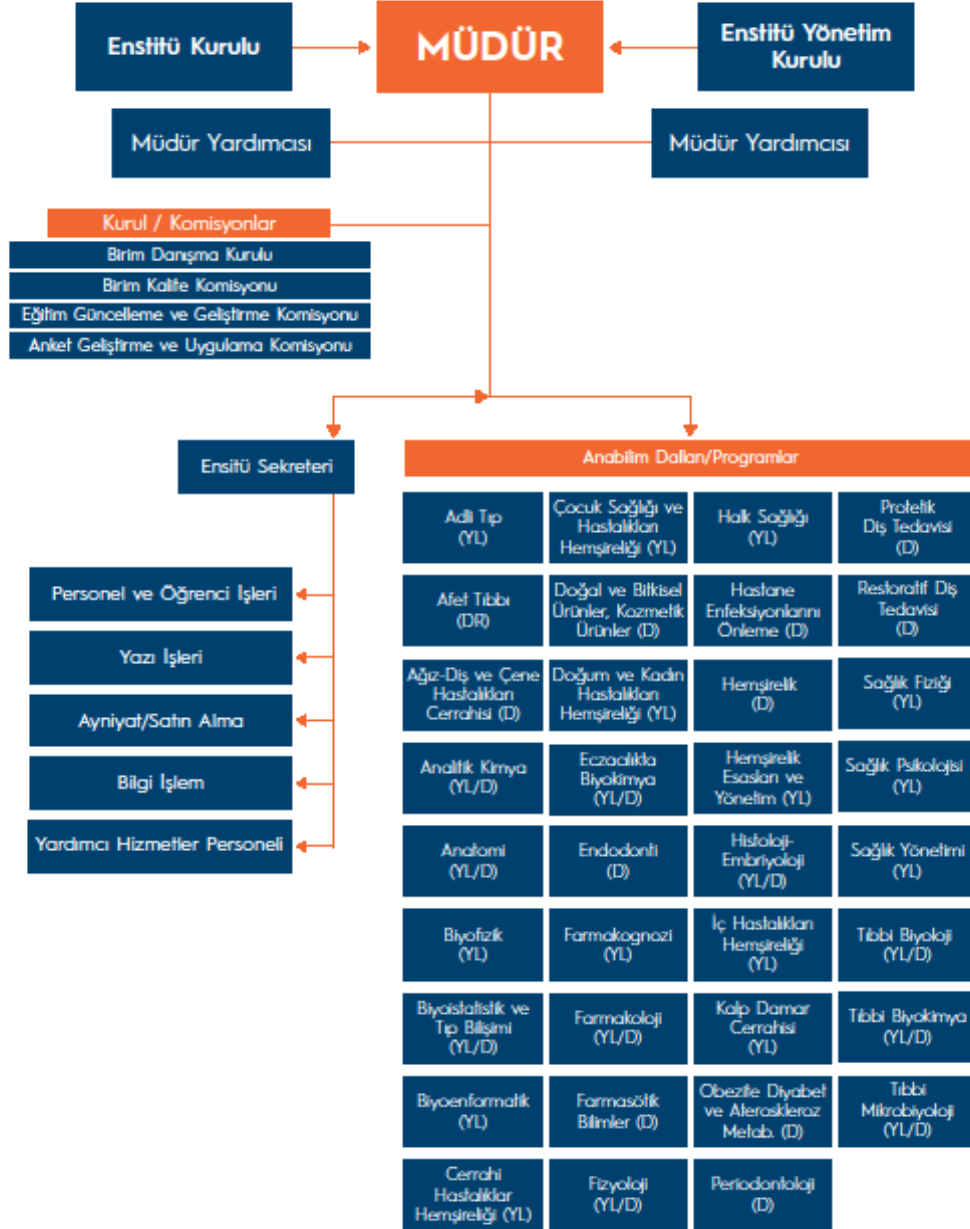 Enstitü Kurulu
MÜDÜR
Enstitü Yönetim
Kurulu
Müdür Yardımcısı
Müdür Yardımcısı
Kurul / Komisyonlar
Birim Danışma Kurulu
Birim Kalite Komisyonu
Eğitim Güncelleme ve Geliştirme Komisyonu
Anket Geliştirme ve Uygulama Komisyonu
Ensitü Sekreteri
Personel ve Öğrenci İşleri
Yazı İşleri
Ayniyat/Satın Alma
Bilgi İşlem
Yardımcı Hizmetler Personeli
Anabilim Dalları/Programlar
Adli Tıp
(YL)
Çocuk Sağlığı ve
Hastalıkları
Hemşireliği (YL)
Halk Sağlığı
(YL)
Protetik
Diş Tedavisi
(D)
Afet Tıbbı
(DR)
Doğal ve Bitkisel
Ürünler, Kozmetik
Ürünler (D)
Hastane
Enfeksiyonlarını
Önleme (D)
Restoratif Diş
Tedavisi
(D)
Ağız-Diş ve Çene
Hastalıkları
Cerrahisi (D)
Doğum ve Kadın
Hastalıkları
Hemşireliği (YL)
Hemşirelik
(D)
Sağlık Fiziği
(YL)
Analitik Kimya
(YL/D)
Eczacılıkta
Biyokimya
(YL/D)
Hemşirelik
Esasları ve
Yönetim (YL)
Sağlık Psikolojisi
(YL)
Anatomi
(YL/D)
Endodonti
(D)
Histoloji-
Embriyoloji
(YL/D)
Sağlık Yönetimi
(YL)
Biyofizik
(YL)
Farmakognozi
(YL)
İç Hastalıkları
Hemşireliği
(YL)
Tıbbi Biyoloji
(YL/D)
Biyoistatistik ve
Tıp Bilişimi
(YL/D)
Farmakoloji
(YL/D)
Kalp Damar
Cerrahisi
(YL)
Tıbbi Biyokimya
(YL/D)
Biyoenformatik
(YL)
Farmasötik
Bilimler (D)
Obezite Diyabet
ve Ateroskleroz
Metab. (D)
Tıbbi
Mikrobiyoloji
(YL/D)
Cerrahi
Hastalıklar
Hemşireliği (YL)
Fizyoloji
(YL/D)
Periodontoloji
(D)